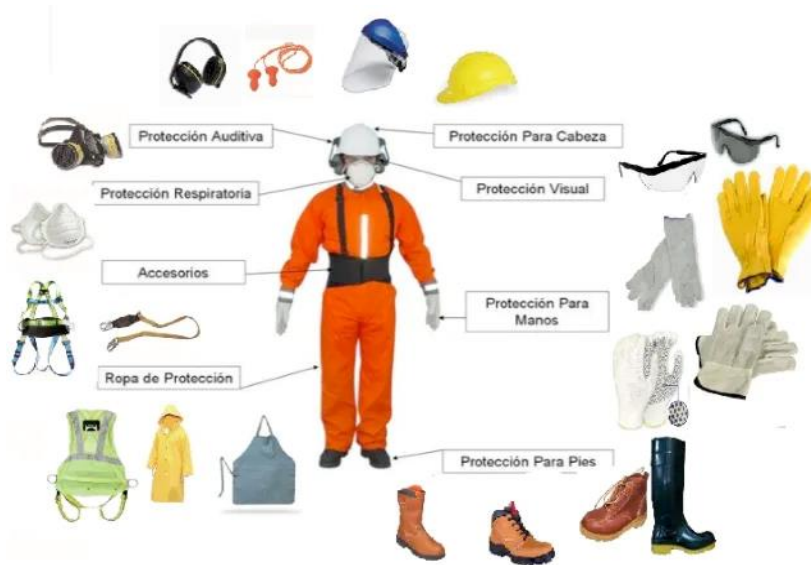 Protección Auditiva
Protección Para Cabeza
Protección Respiratoria
Protección Visual
Accesorios
Protección Para
Manos
Ropa de Protección
Protección Para Pies